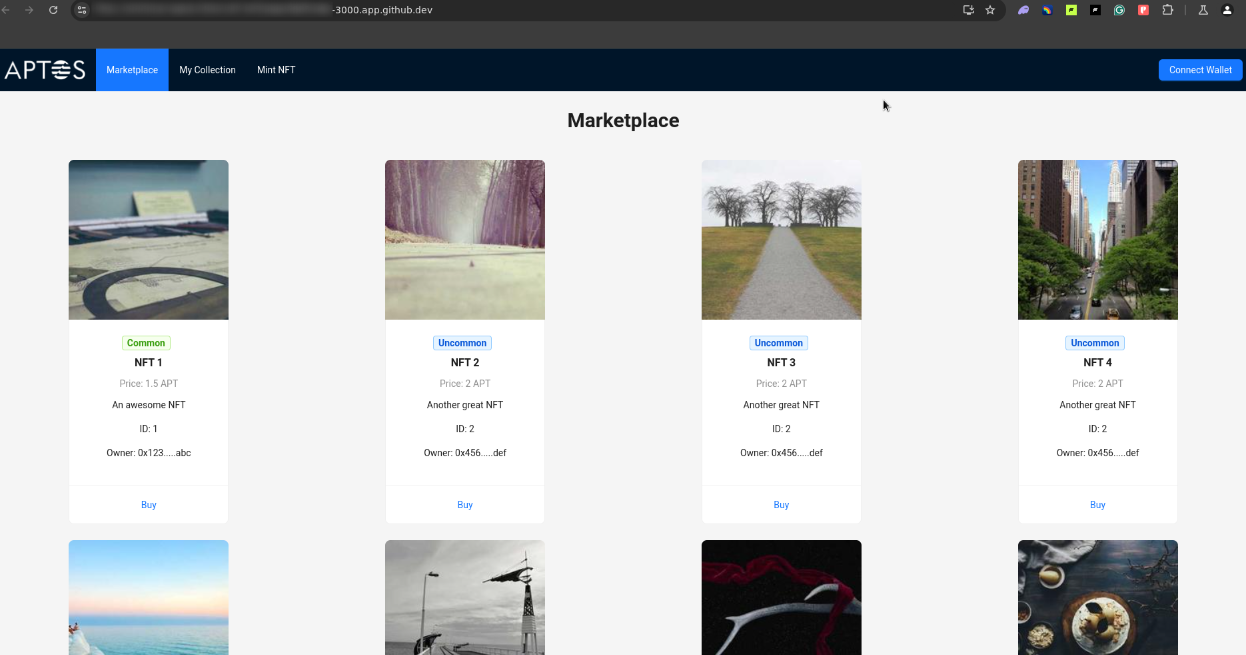 -3000.app.github.dev
APTOS
Marketplace
My Collection
Mint NFT
Connect Wallet
Marketplace
Common
NFT 1
Price: 1.5 APT
An awesome NFT
ID: 1
Owner: 0x123.....abc
Buy
Uncommon
NFT 2
Price: 2 APT
Another great NFT
ID: 2
Owner: 0x456.....def
Buy
Uncommon
NFT 3
Price: 2 APT
Another great NFT
ID: 2
Owner: 0x456.....def
Buy
Uncommon
NFT 4
Price: 2 APT
Another great NFT
ID: 2
Owner: 0x456.....def
Buy